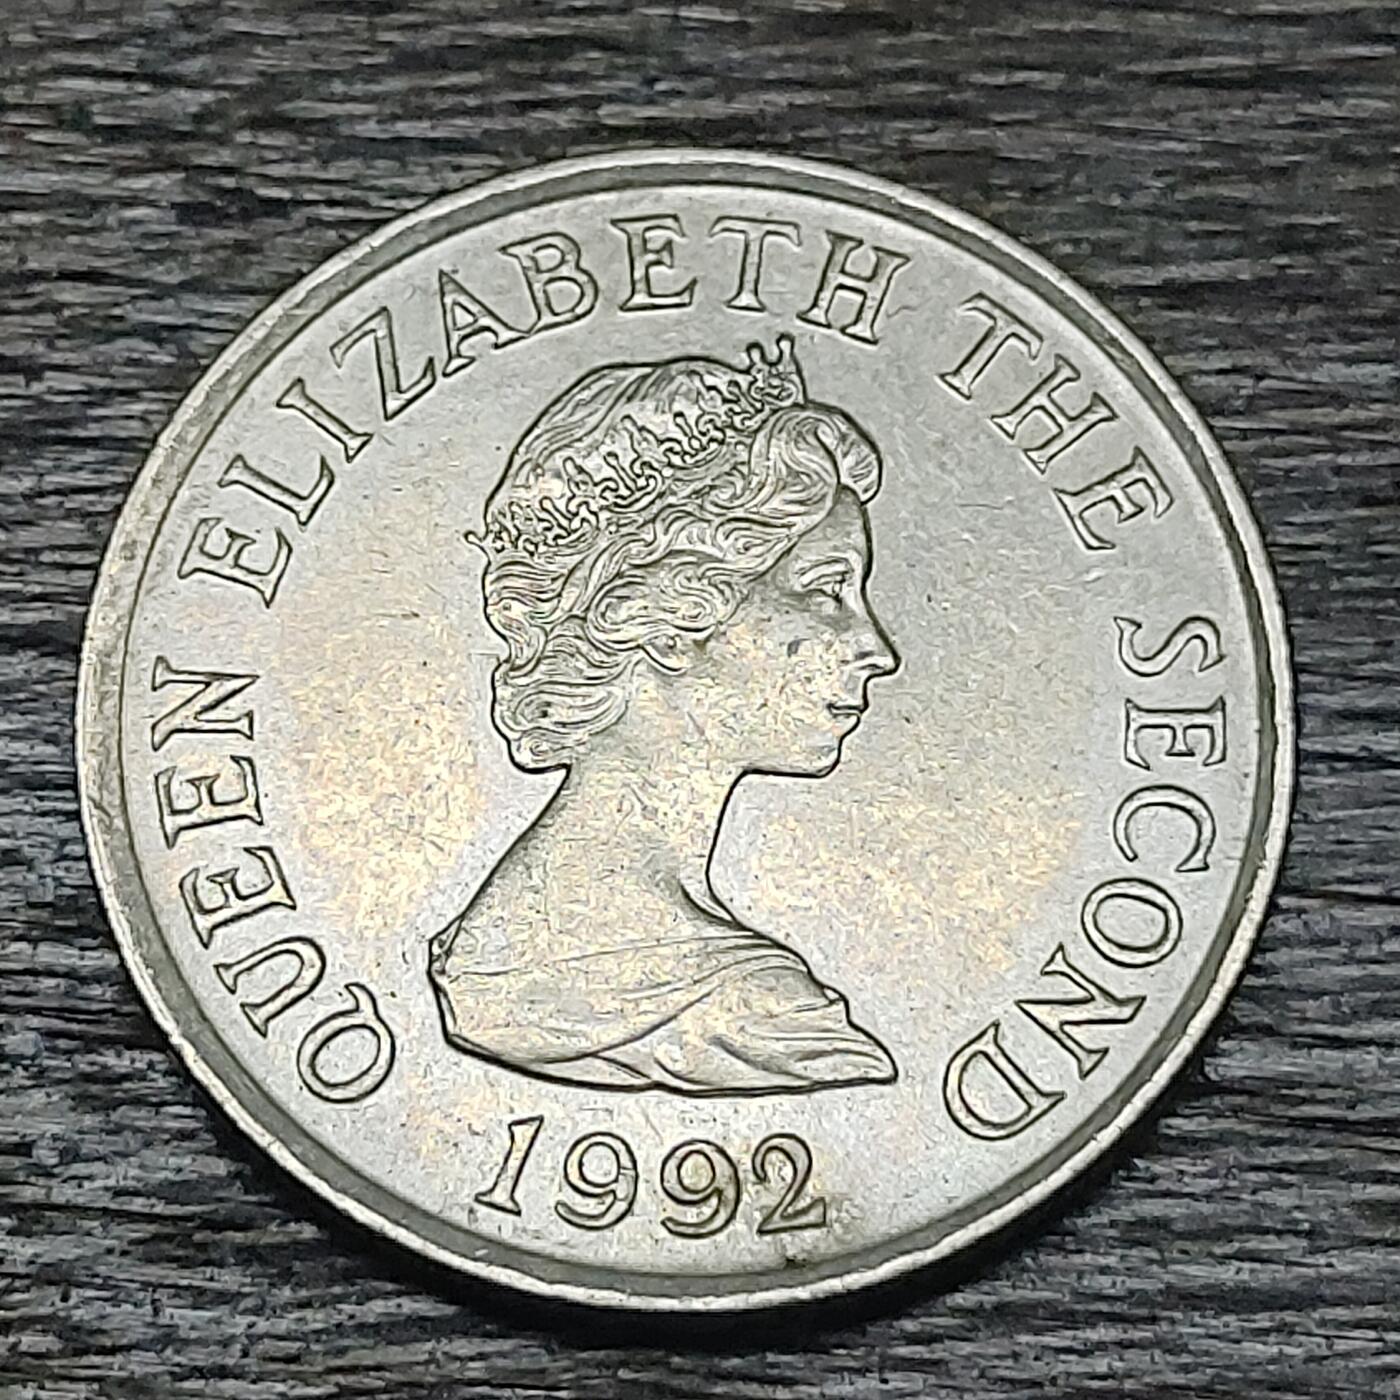 QUEEN ELIZABETH THE SECOND
1992